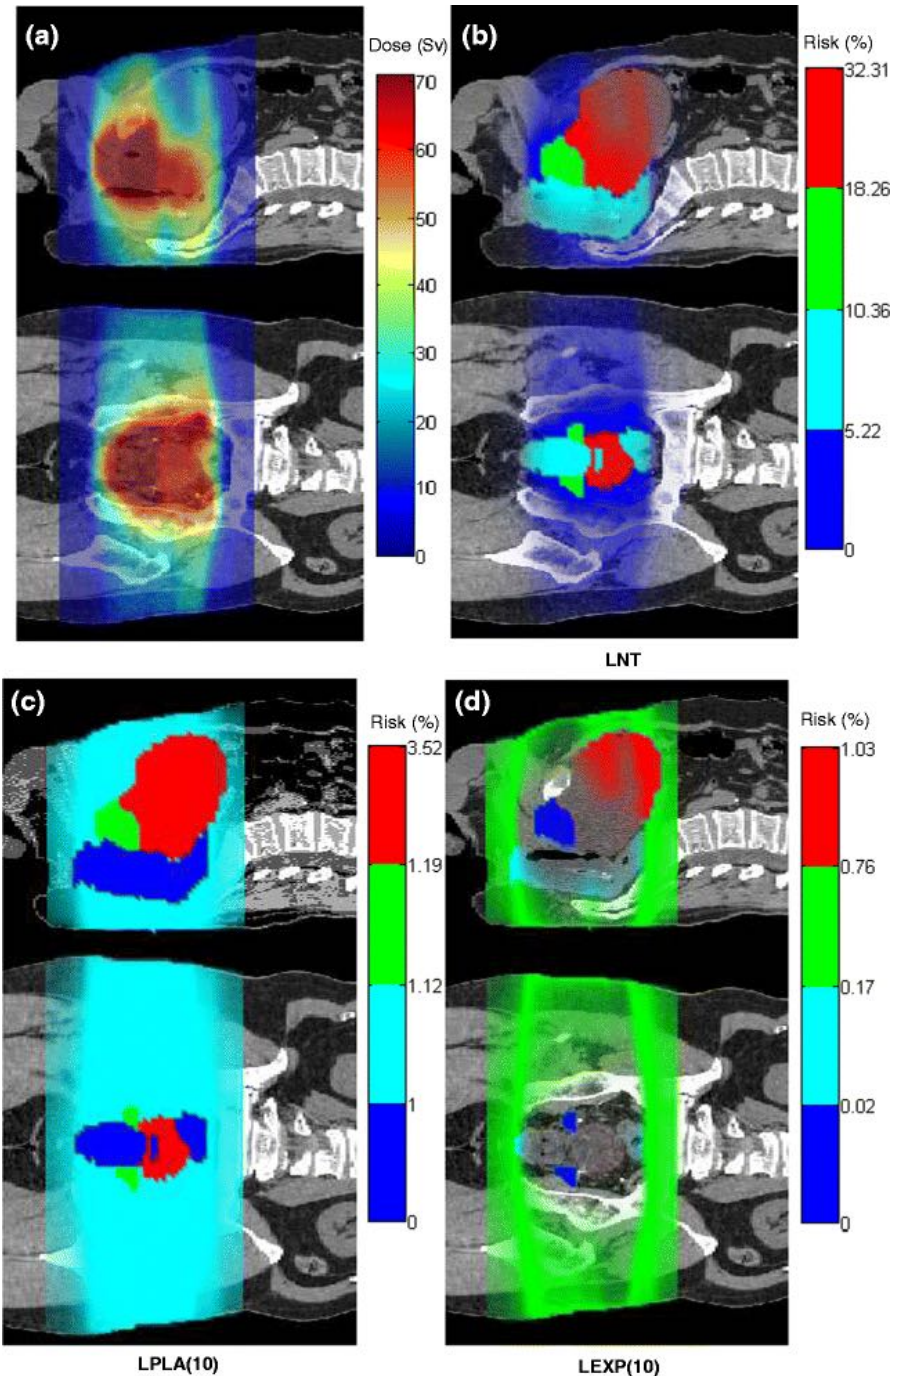 (a)
Dose (Sv)
70
60
50
40
30
20
10
0
(b)
Risk (%)
32.31
18.26
10.36
5.22
0
LNT
(c)
Risk (%)
3.52
1.19
1.12
1
0
LPLA(10)
(d)
Risk (%)
1.03
0.76
0.17
0.02
0
LEXP(10)